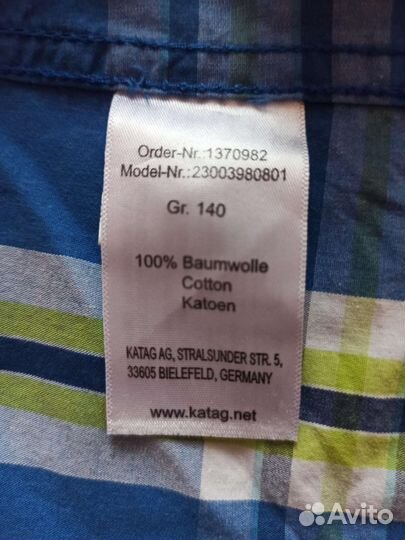 Order-Nr.:1370982
Model-Nr.:23003980801
Gr. 140
100% Baumwolle
Cotton
Katoen
KATAG AG, STRALSUNDER STR. 5,
33605 BIELEFELD, GERMANY
www.katag.net
Avito